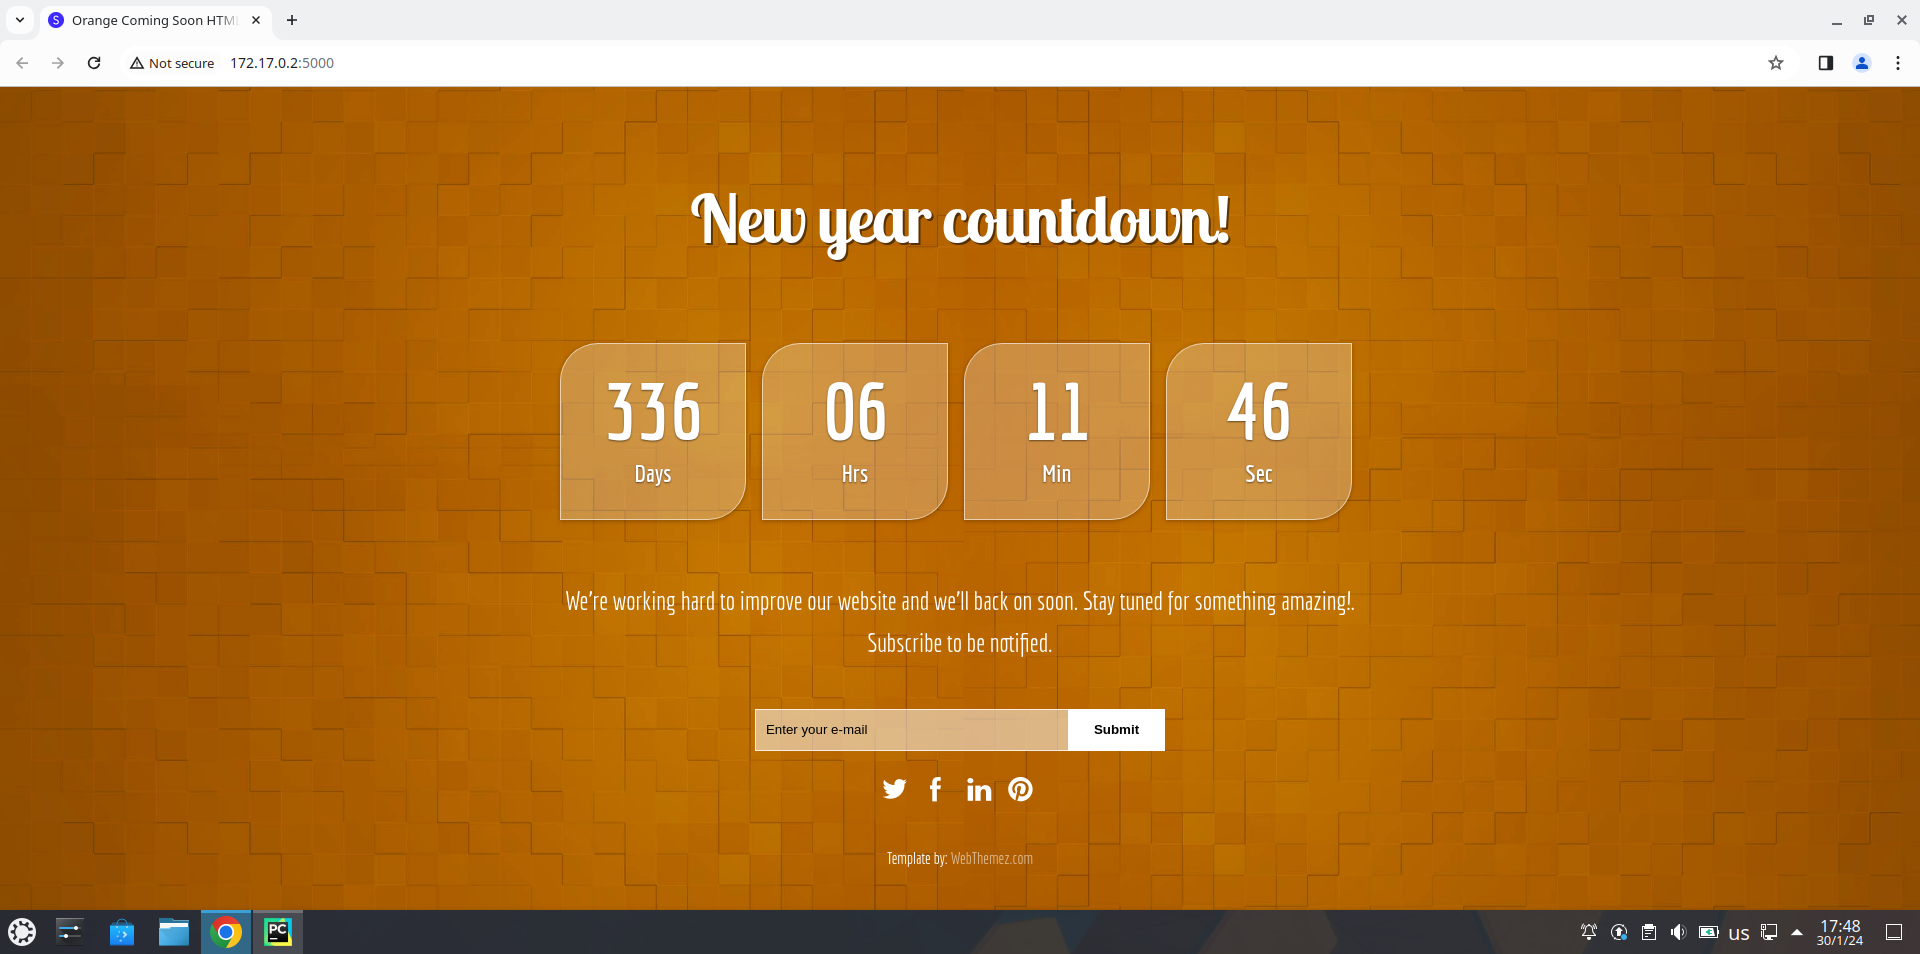 Orange Coming Soon HTM
Not secure
172.17.0.2:5000
New year countdown!
336 06 11 46
Days Hrs Min Sec
We're working hard to improve our website and we'll back on soon. Stay tuned for something amazing!.
Subscribe to be notified.
Enter your e-mail
Submit
Template by: WebThemez.com
PC
us
17:48
30/1/24